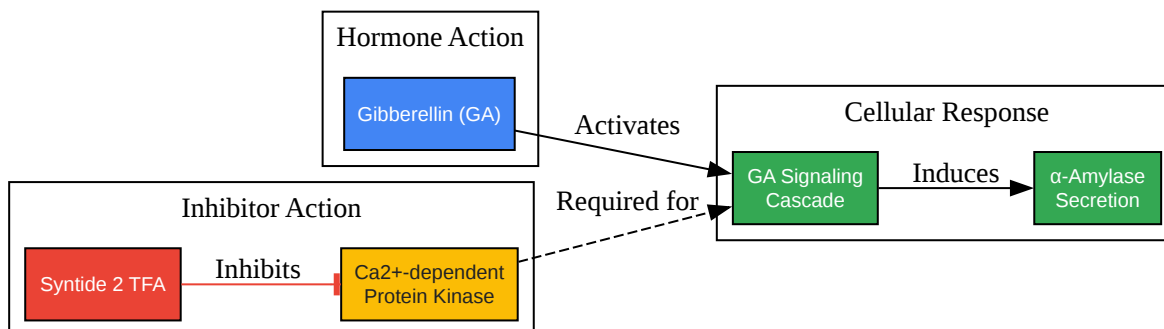 Hormone Action
Gibberellin (GA)
Activates
Cellular Response
GA Signaling
Cascade
Induces
α-Amylase
Secretion
Inhibitor Action
Required for
Syntide 2 TFA
Inhibits
Ca2+-dependent
Protein Kinase